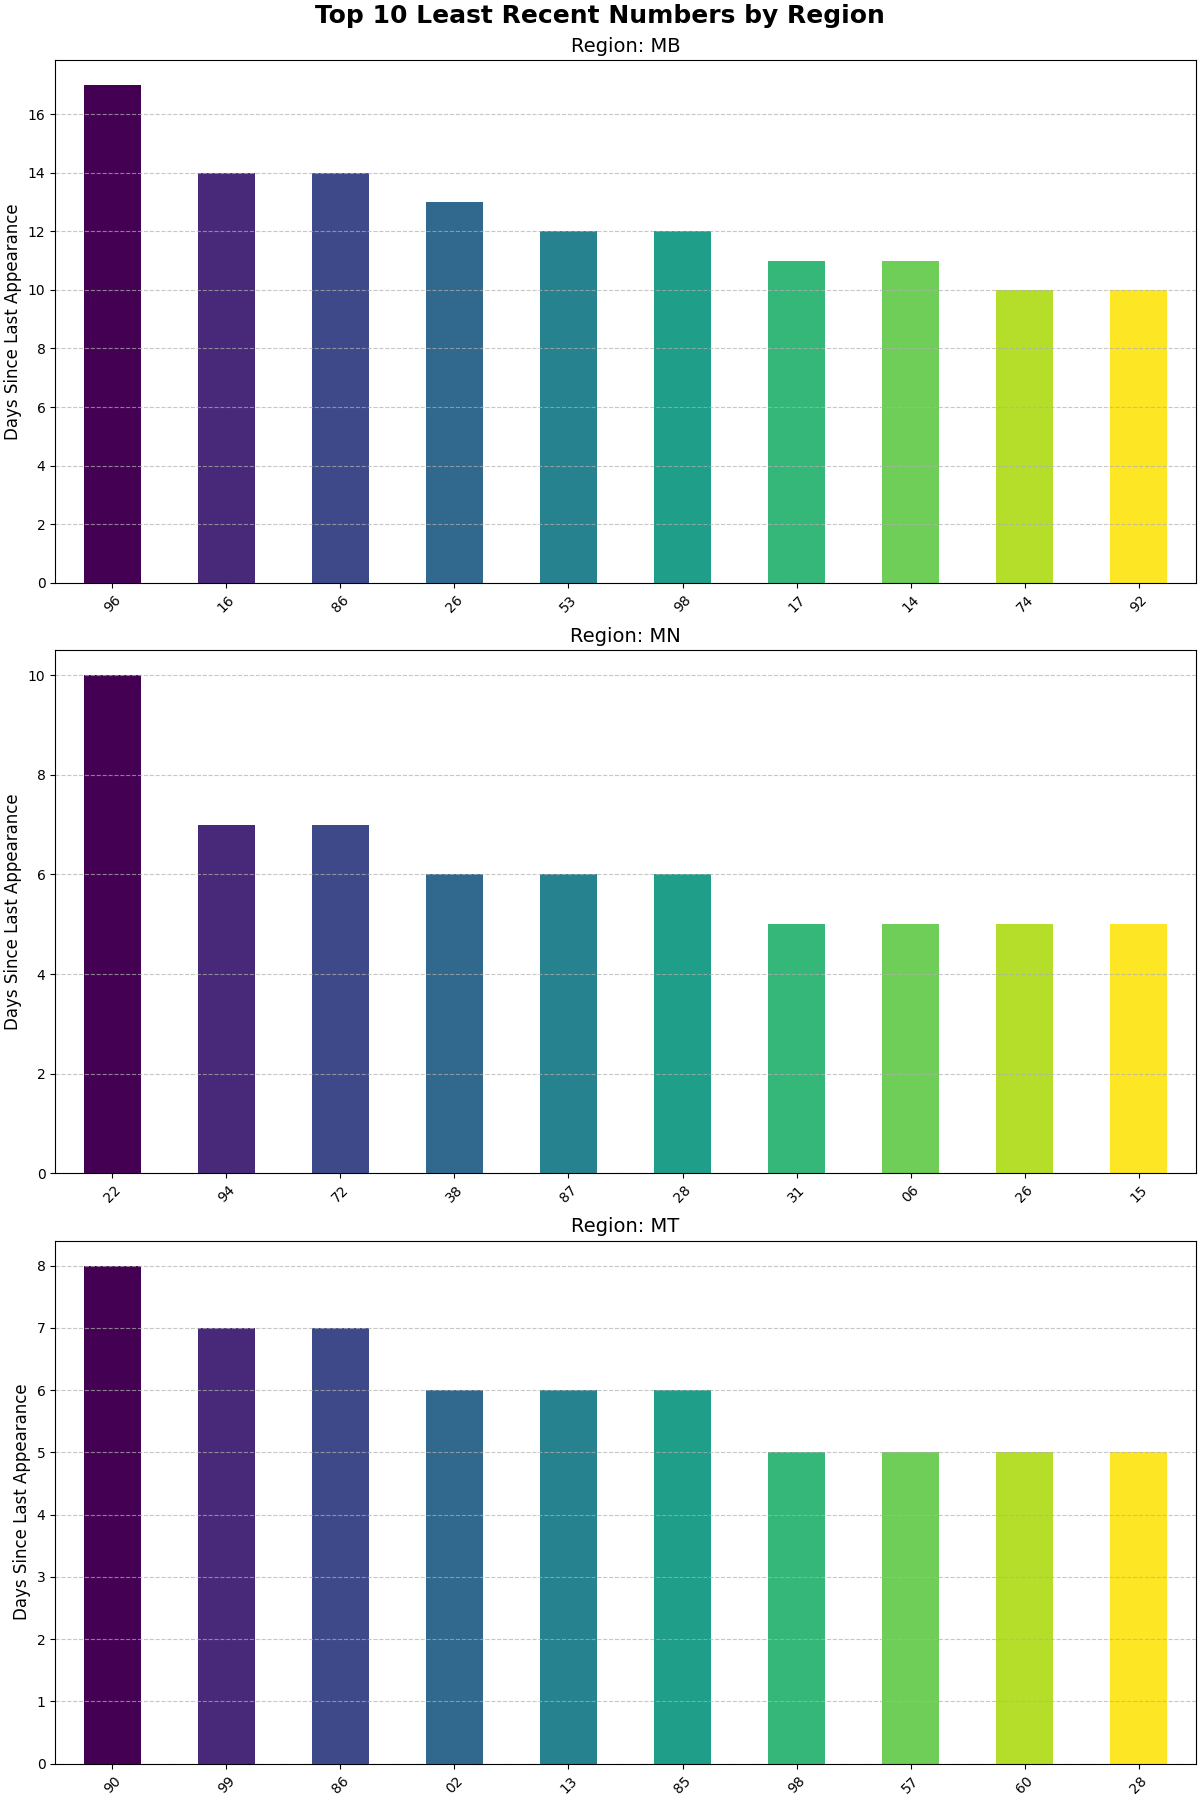 Top 10 Least Recent Numbers by Region
Region: MB
Days Since Last Appearance
16
14
12
10
8
6
4
2
0
96 16 86 26 53 98 17 14 74 92
Region: MN
Days Since Last Appearance
10
8
6
4
2
0
22 94 72 38 87 28 31 06 26 15
Region: MT
Days Since Last Appearance
8
7
6
5
4
3
2
1
0
90 99 86 02 13 85 98 57 60 28